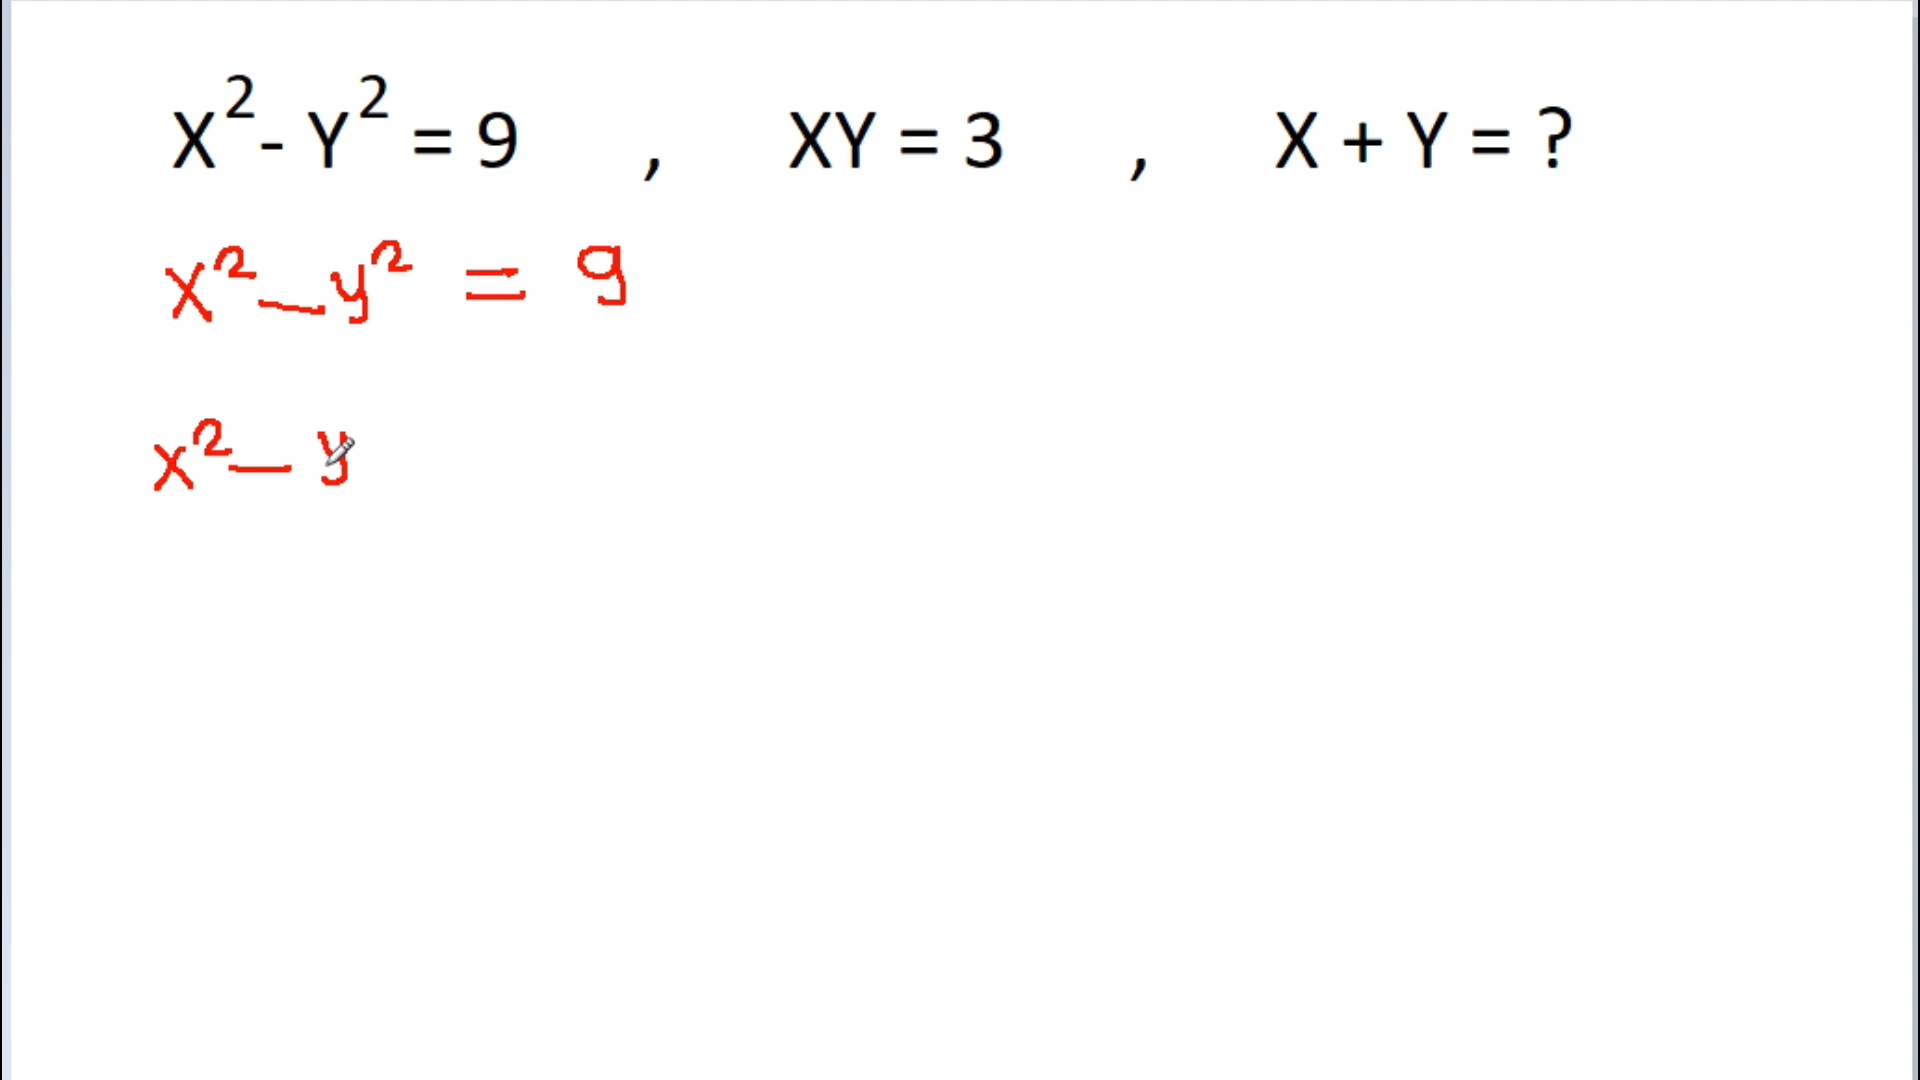 X² - Y² = 9 , XY = 3 , X + Y = ?
x² - y² = 9
x² - y